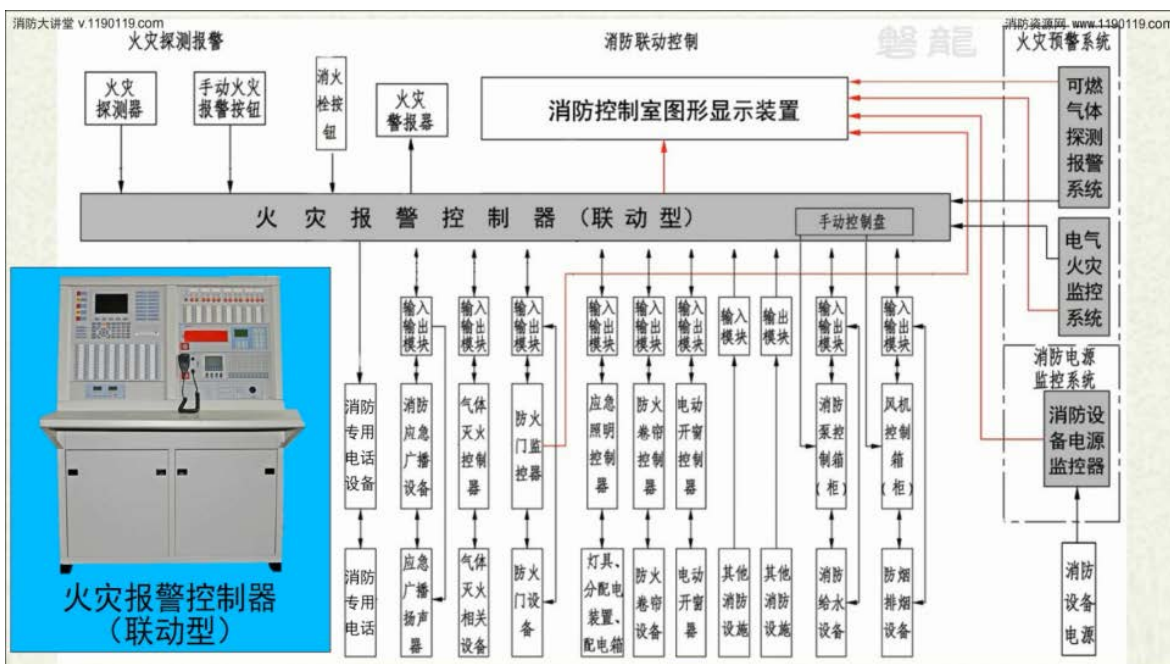 消防大讲堂 v.1190119.com
消防资源网 www.1190119.com
磐龍
火灾探测报警
消防联动控制
火灾预警系统
火灾
探测器
手动火灾
报警按钮
消火
栓按
钮
火灾
警报器
消防控制室图形显示装置
可燃
气体
探测
报警
系统
火灾报警控制器（联动型）
手动控制盘
电气
火灾
监控
系统
输入
输出
模块
输入
输出
模块
输入
输出
模块
输入
输出
模块
输入
输出
模块
输入
输出
模块
输入
模块
输出
模块
输入
输出
模块
输入
输出
模块
消防电源
监控系统
消防设
备电源
监控器
消防
专用
电话
设备
消防
应急
广播
设备
气体
灭火
控制
器
防火
门监
控器
应急
照明
控制
器
防火
卷帘
控制
器
电动
开窗
控制
器
消防
泵控
制箱
(柜)
风机
控制
箱
(柜)
消防
专用
电话
应急
广播
扬声
器
气体
灭火
相关
设备
防火
门设
备
灯具、
分配电
装置、
配电箱
防火
卷帘
设备
电动
开窗
器
其他
消防
设施
其他
消防
设施
消防
给水
设备
防烟
排烟
设备
消防
设备
电源
火灾报警控制器
（联动型）